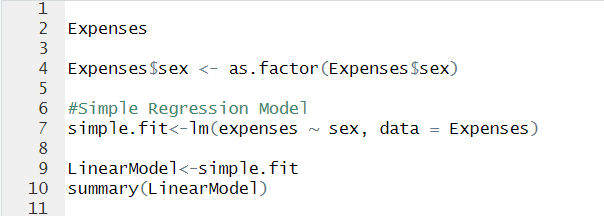 1
2 Expenses
3
4 Expenses$sex <- as.factor(Expenses$sex)
5
6 #Simple Regression Model
7 simple.fit<-lm(expenses ~ sex, data = Expenses)
8
9 LinearModel<-simple.fit
10 summary(LinearModel)
11